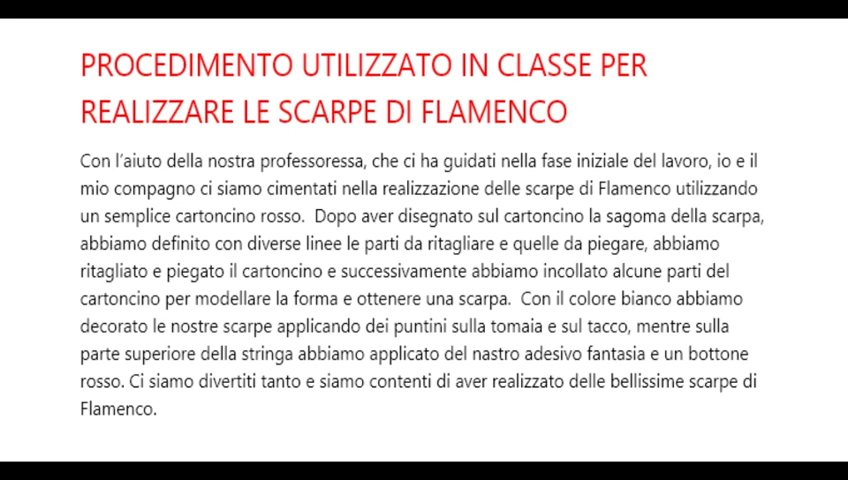 PROCEDIMENTO UTILIZZATO IN CLASSE PER
REALIZZARE LE SCARPE DI FLAMENCO
Con l'aiuto della nostra professoressa, che ci ha guidati nella fase iniziale del lavoro, io e il
mio compagno ci siamo cimentati nella realizzazione delle scarpe di Flamenco utilizzando
un semplice cartoncino rosso.  Dopo aver disegnato sul cartoncino la sagoma della scarpa,
abbiamo definito con diverse linee le parti da ritagliare e quelle da piegare, abbiamo
ritagliato e piegato il cartoncino e successivamente abbiamo incollato alcune parti del
cartoncino per modellare la forma e ottenere una scarpa.  Con il colore bianco abbiamo
decorato le nostre scarpe applicando dei puntini sulla tomaia e sul tacco, mentre sulla
parte superiore della stringa abbiamo applicato del nastro adesivo fantasia e un bottone
rosso. Ci siamo divertiti tanto e siamo contenti di aver realizzato delle bellissime scarpe di
Flamenco.